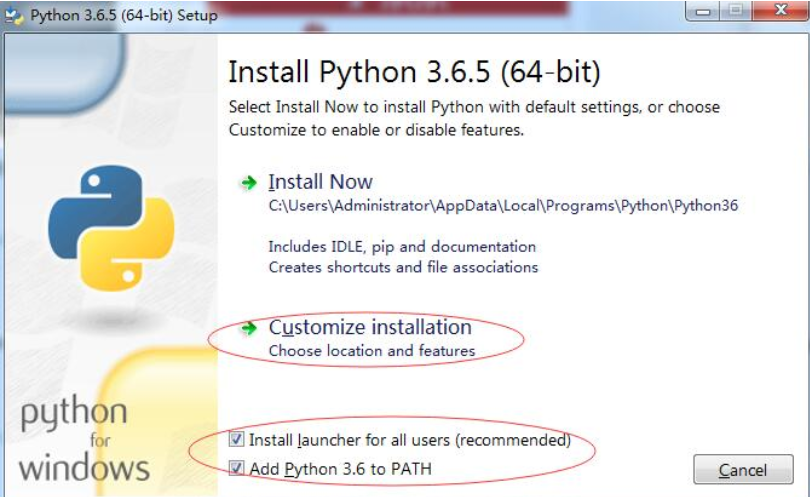 Python 3.6.5 (64-bit) Setup
Install Python 3.6.5 (64-bit)
Select Install Now to install Python with default settings, or choose
Customize to enable or disable features.
Install Now
C:\Users\Administrator\AppData\Local\Programs\Python\Python36
Includes IDLE, pip and documentation
Creates shortcuts and file associations
Customize installation
Choose location and features
python
for
windows
Install launcher for all users (recommended)
Add Python 3.6 to PATH
Cancel